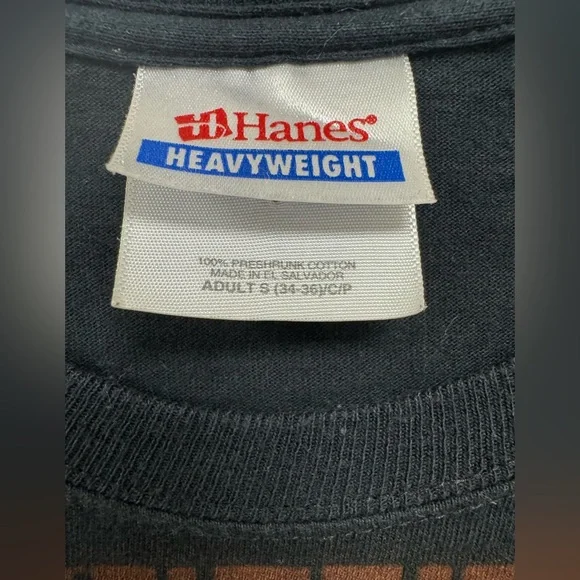 Hanes®
HEAVYWEIGHT
100% PRESHRUNK COTTON
MADE IN EL SALVADOR
ADULT S (34-36)/C/P